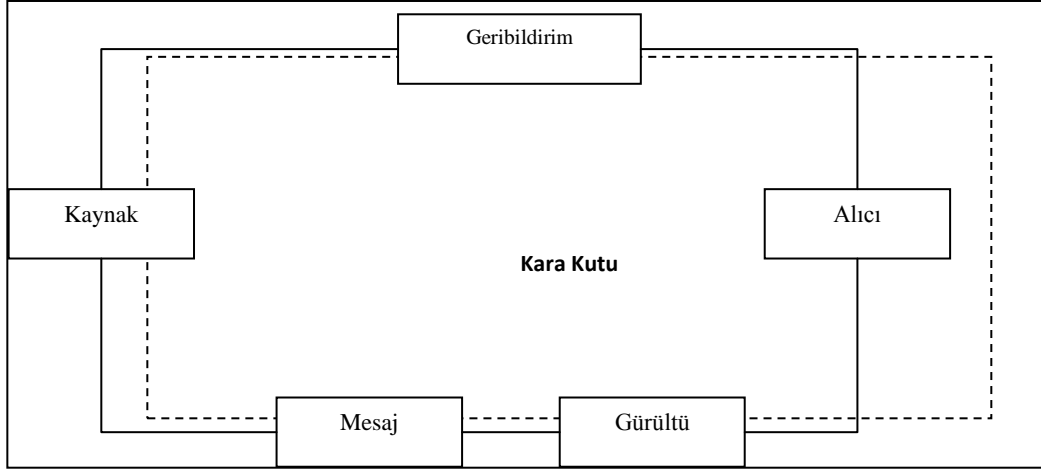 Geribildirim
Kaynak
Alıcı
Kara Kutu
Mesaj
Gürültü